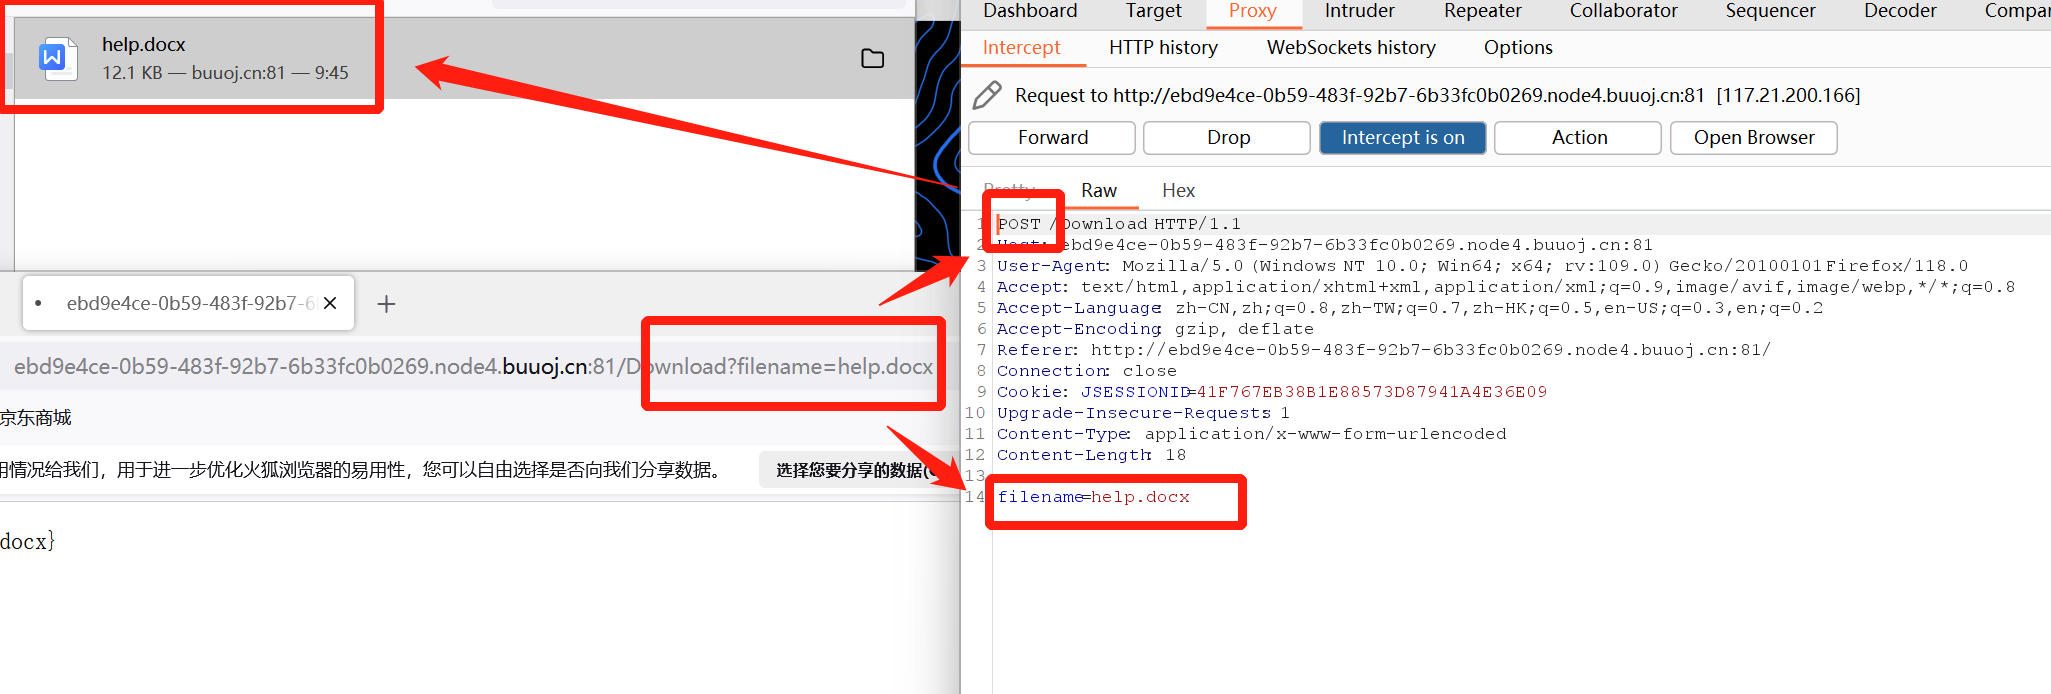 help.docx
12.1 KB — buuoj.cn:81 — 9:45
ebd9e4ce-0b59-483f-92b7-6
ebd9e4ce-0b59-483f-92b7-6b33fc0b0269.node4.buuoj.cn:81/Download?filename=help.docx
京东商城
用情况给我们，用于进一步优化火狐浏览器的易用性，您可以自由选择是否向我们分享数据。 选择您要分享的数据(
docx}
Dashboard Target Proxy Intruder Repeater Collaborator Sequencer Decoder Compar
Intercept HTTP history WebSockets history Options
Request to http://ebd9e4ce-0b59-483f-92b7-6b33fc0b0269.node4.buuoj.cn:81 [117.21.200.166]
Forward Drop Intercept is on Action Open Browser
Pretty Raw Hex
1 POST /Download HTTP/1.1
2 Host: ebd9e4ce-0b59-483f-92b7-6b33fc0b0269.node4.buuoj.cn:81
3 User-Agent: Mozilla/5.0 (Windows NT 10.0; Win64; x64; rv:109.0) Gecko/20100101 Firefox/118.0
4 Accept: text/html,application/xhtml+xml,application/xml;q=0.9,image/avif,image/webp,*/*;q=0.8
5 Accept-Language: zh-CN,zh;q=0.8,zh-TW;q=0.7,zh-HK;q=0.5,en-US;q=0.3,en;q=0.2
6 Accept-Encoding: gzip, deflate
7 Referer: http://ebd9e4ce-0b59-483f-92b7-6b33fc0b0269.node4.buuoj.cn:81/
8 Connection: close
9 Cookie: JSESSIONID=41F767EB38B1E88573D87941A4E36E09
10 Upgrade-Insecure-Requests: 1
11 Content-Type: application/x-www-form-urlencoded
12 Content-Length: 18
13
14 filename=help.docx